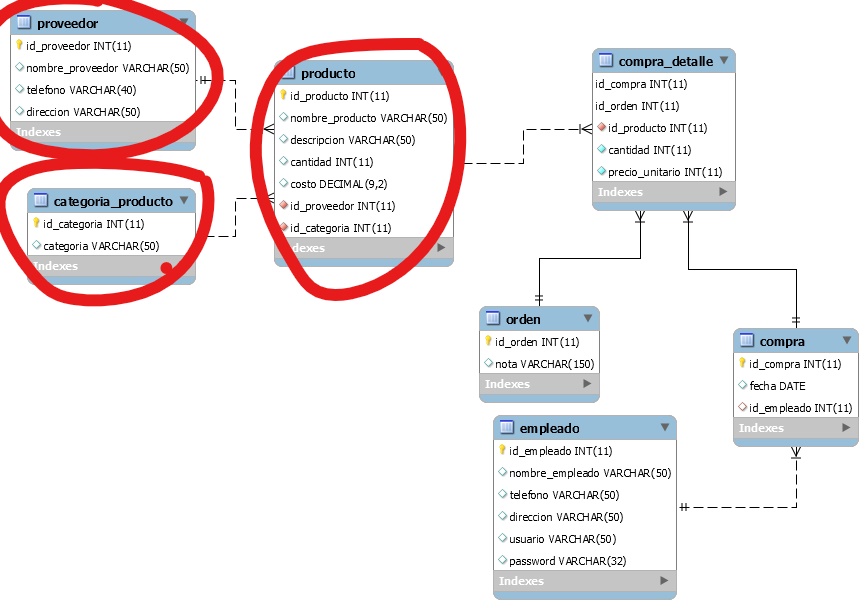 proveedor
id_proveedor INT(11)
nombre_proveedor VARCHAR(50)
telefono VARCHAR(40)
direccion VARCHAR(50)
Indexes
categoria_producto
id_categoria INT(11)
categoria VARCHAR(50)
Indexes
producto
id_producto INT(11)
nombre_producto VARCHAR(50)
descripcion VARCHAR(50)
cantidad INT(11)
costo DECIMAL(9,2)
id_proveedor INT(11)
id_categoria INT(11)
Indexes
compra_detalle
id_compra INT(11)
id_orden INT(11)
id_producto INT(11)
cantidad INT(11)
precio_unitario INT(11)
Indexes
orden
id_orden INT(11)
nota VARCHAR(150)
Indexes
compra
id_compra INT(11)
fecha DATE
id_empleado INT(11)
Indexes
empleado
id_empleado INT(11)
nombre_empleado VARCHAR(50)
telefono VARCHAR(50)
direccion VARCHAR(50)
usuario VARCHAR(50)
password VARCHAR(32)
Indexes